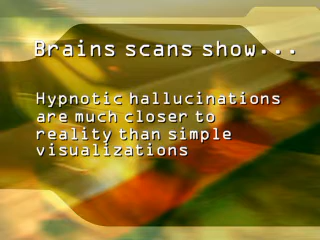 Brains scans show...
Hypnotic hallucinations
are much closer to
reality than simple
visualizations